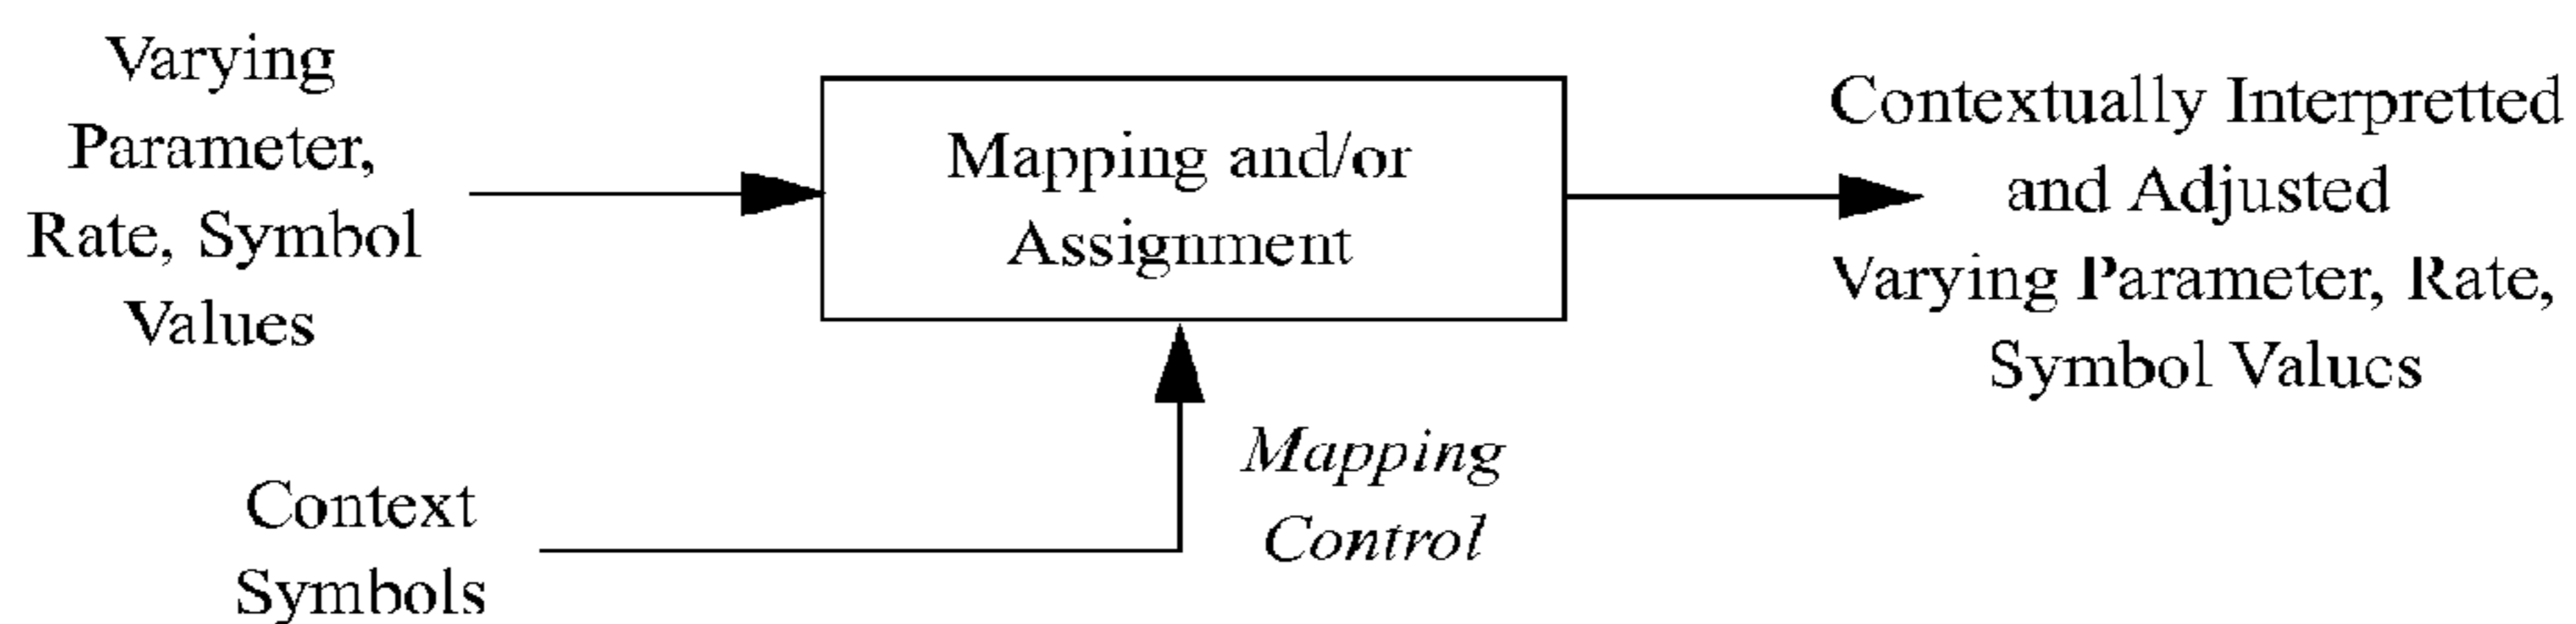 Varying
Parameter,
Rate, Symbol
Values
Mapping and/or
Assignment
Contextually Interpretted
and Adjusted
Varying Parameter, Rate,
Symbol Values
Context
Symbols
Mapping
Control